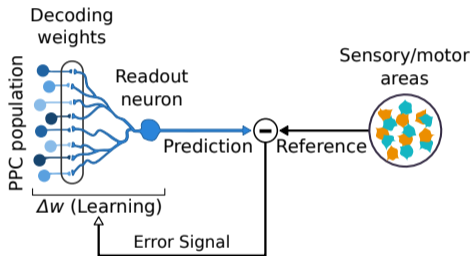 Decoding
weights
Readout
neuron
Sensory/motor
areas
PPC population
Prediction
−
Reference
Δw (Learning)
Error Signal